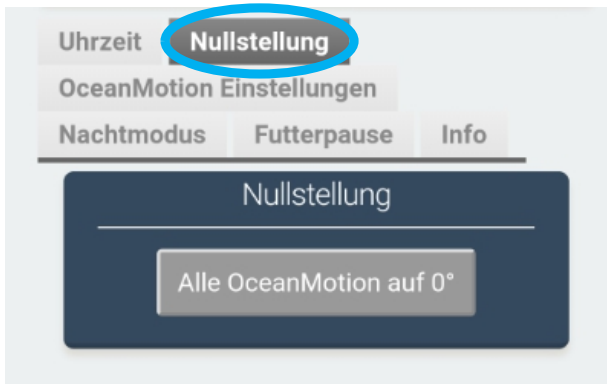 Uhrzeit Nullstellung
OceanMotion Einstellungen
Nachtmodus Futterpause Info
Nullstellung
Alle OceanMotion auf 0°